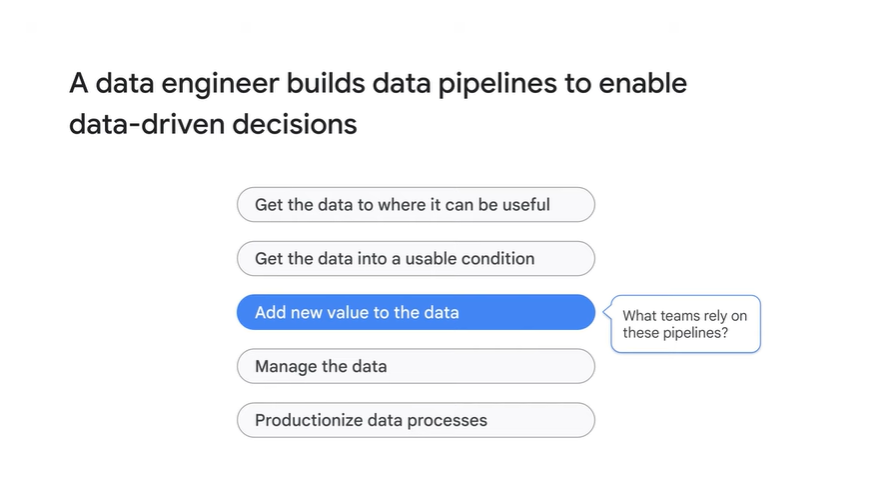 A data engineer builds data pipelines to enable
data-driven decisions
Get the data to where it can be useful
Get the data into a usable condition
Add new value to the data
What teams rely on
these pipelines?
Manage the data
Productionize data processes